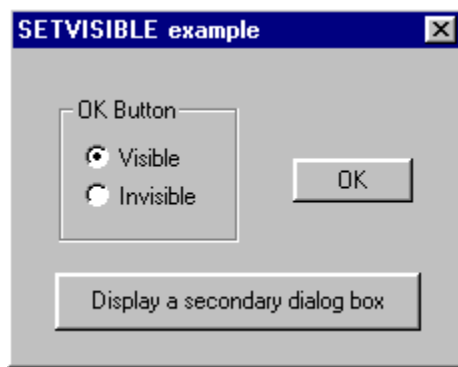 SETVISIBLE example
OK Button
Visible
Invisible
OK
Display a secondary dialog box